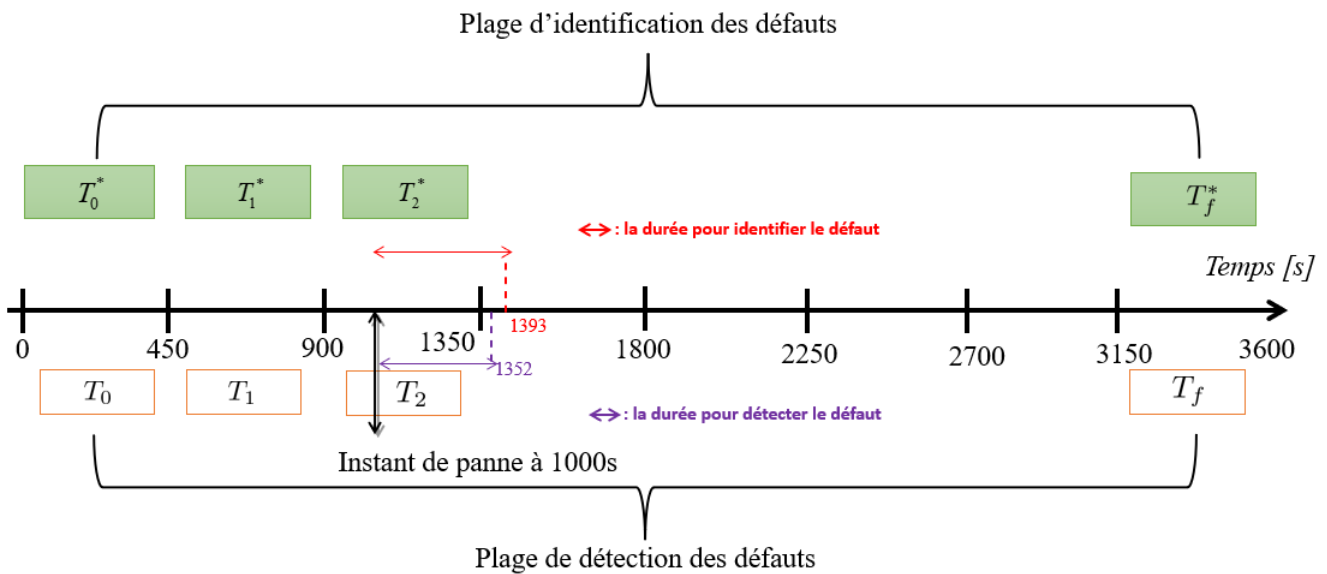 Plage d'identification des défauts
T₀* T₁* T₂* T_f*
: la durée pour identifier le défaut
Temps [s]
1393
0 450 900 1350 1800 2250 2700 3150 3600
1352
T₀ T₁ T₂ T_f
: la durée pour détecter le défaut
Instant de panne à 1000s
Plage de détection des défauts